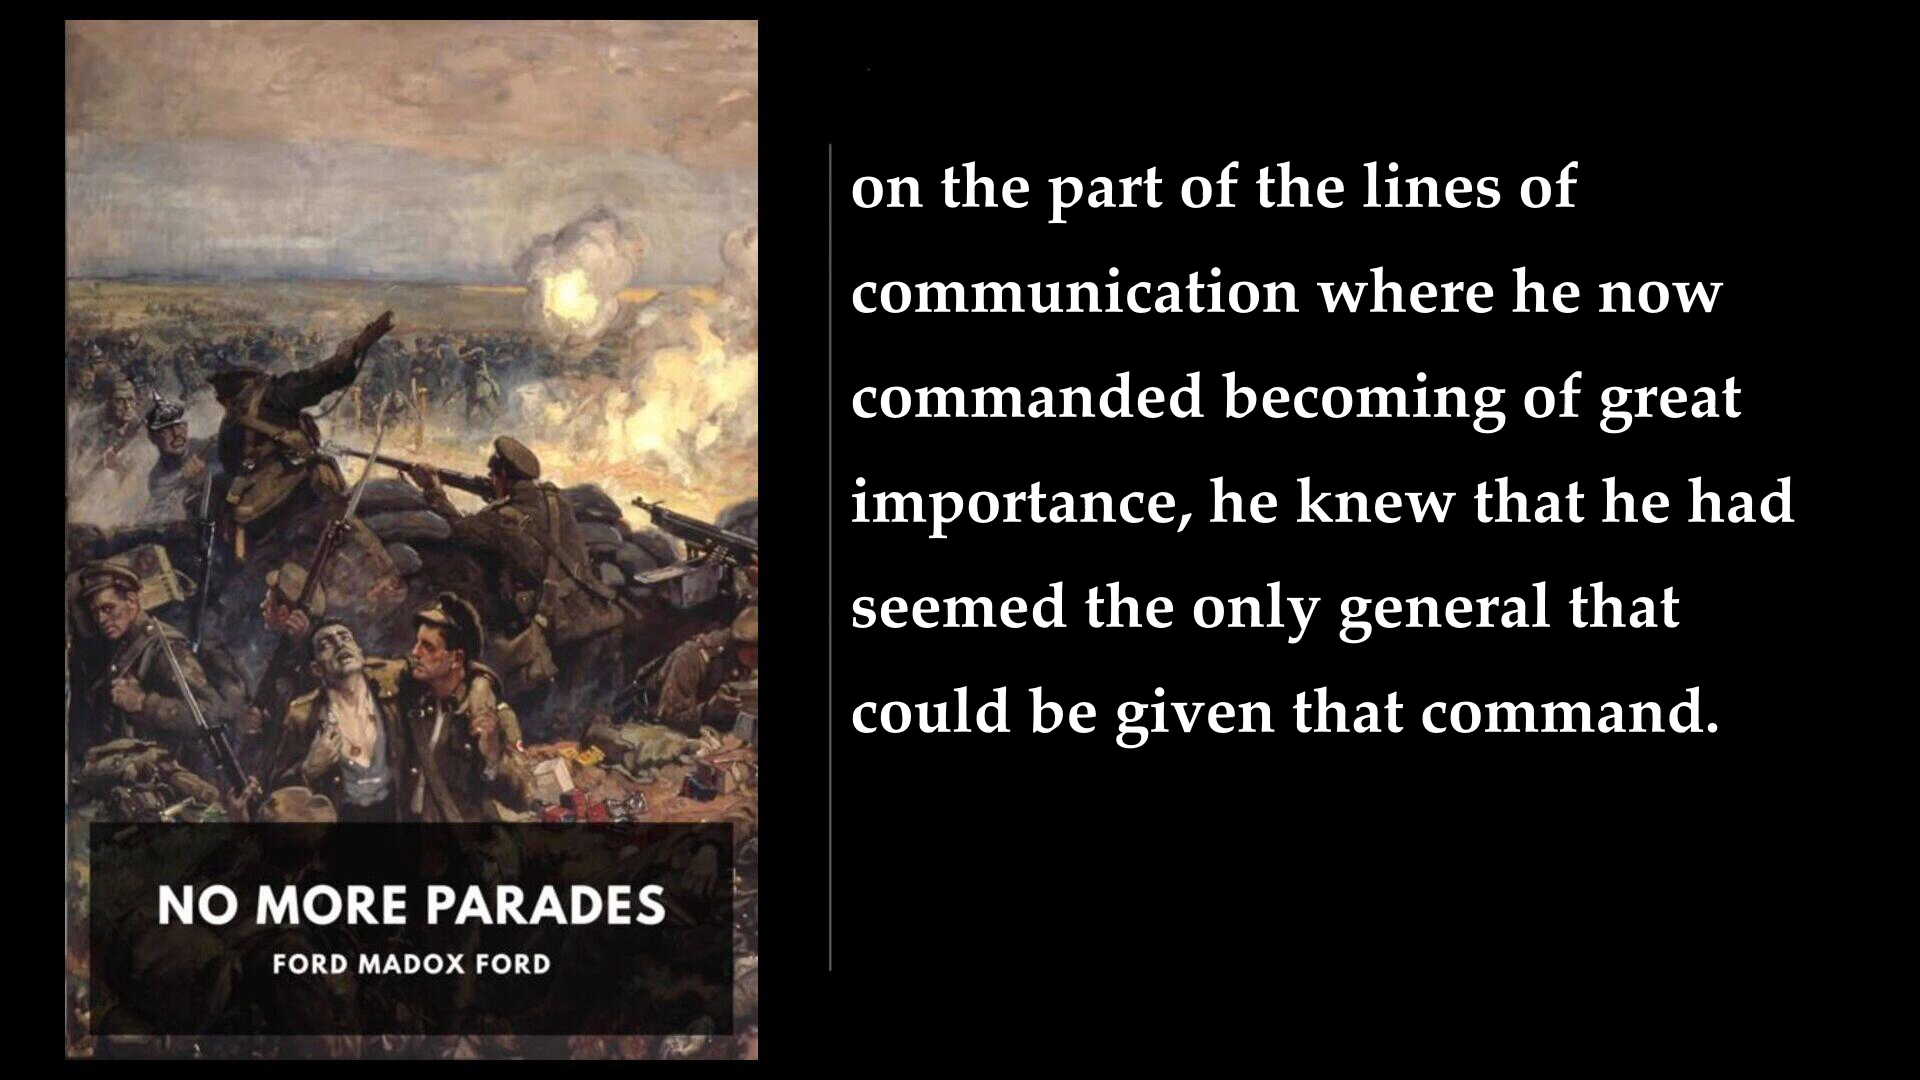 on the part of the lines of
communication where he now
commanded becoming of great
importance, he knew that he had
seemed the only general that
could be given that command.
NO MORE PARADES
FORD MADOX FORD